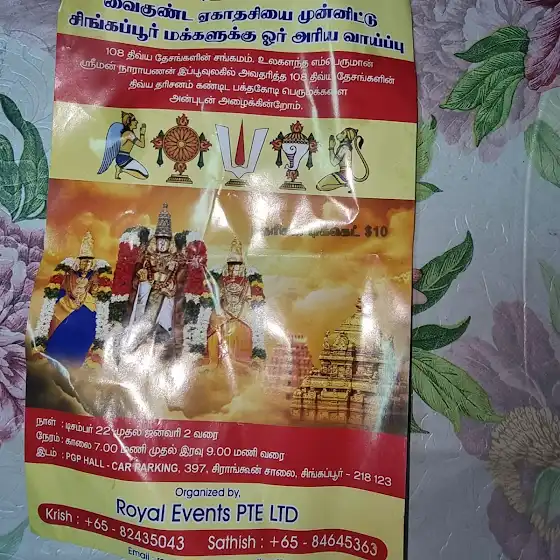 வைகுண்ட ஏகாதசியை முன்னிட்டு
சிங்கப்பூர் மக்களுக்கு ஓர் அரிய வாய்ப்பு
108 திவ்ய தேசங்களின் சங்கமம். உலகளந்த எம்பெருமான்
ஸ்ரீமன் நாராயணன் இப்பூவுலகில் அவதரித்த 108 திவ்ய தேசங்களின்
திவ்ய தரிசனம் கண்டிட பக்தகோடி பெருமக்களை
அன்புடன் அழைக்கின்றோம்.
டிக்கெட் $10
நாள் : டிசம்பர் 22 முதல் ஜனவரி 2 வரை
நேரம் : காலை 7.00 மணி முதல் இரவு 9.00 மணி வரை
இடம் : PGP HALL - CAR PARKING, 397, சிராங்கூன் சாலை, சிங்கப்பூர் - 218 123
Organized by,
Royal Events PTE LTD
Krish : +65 - 82435043 Sathish : +65 - 84645363
Email